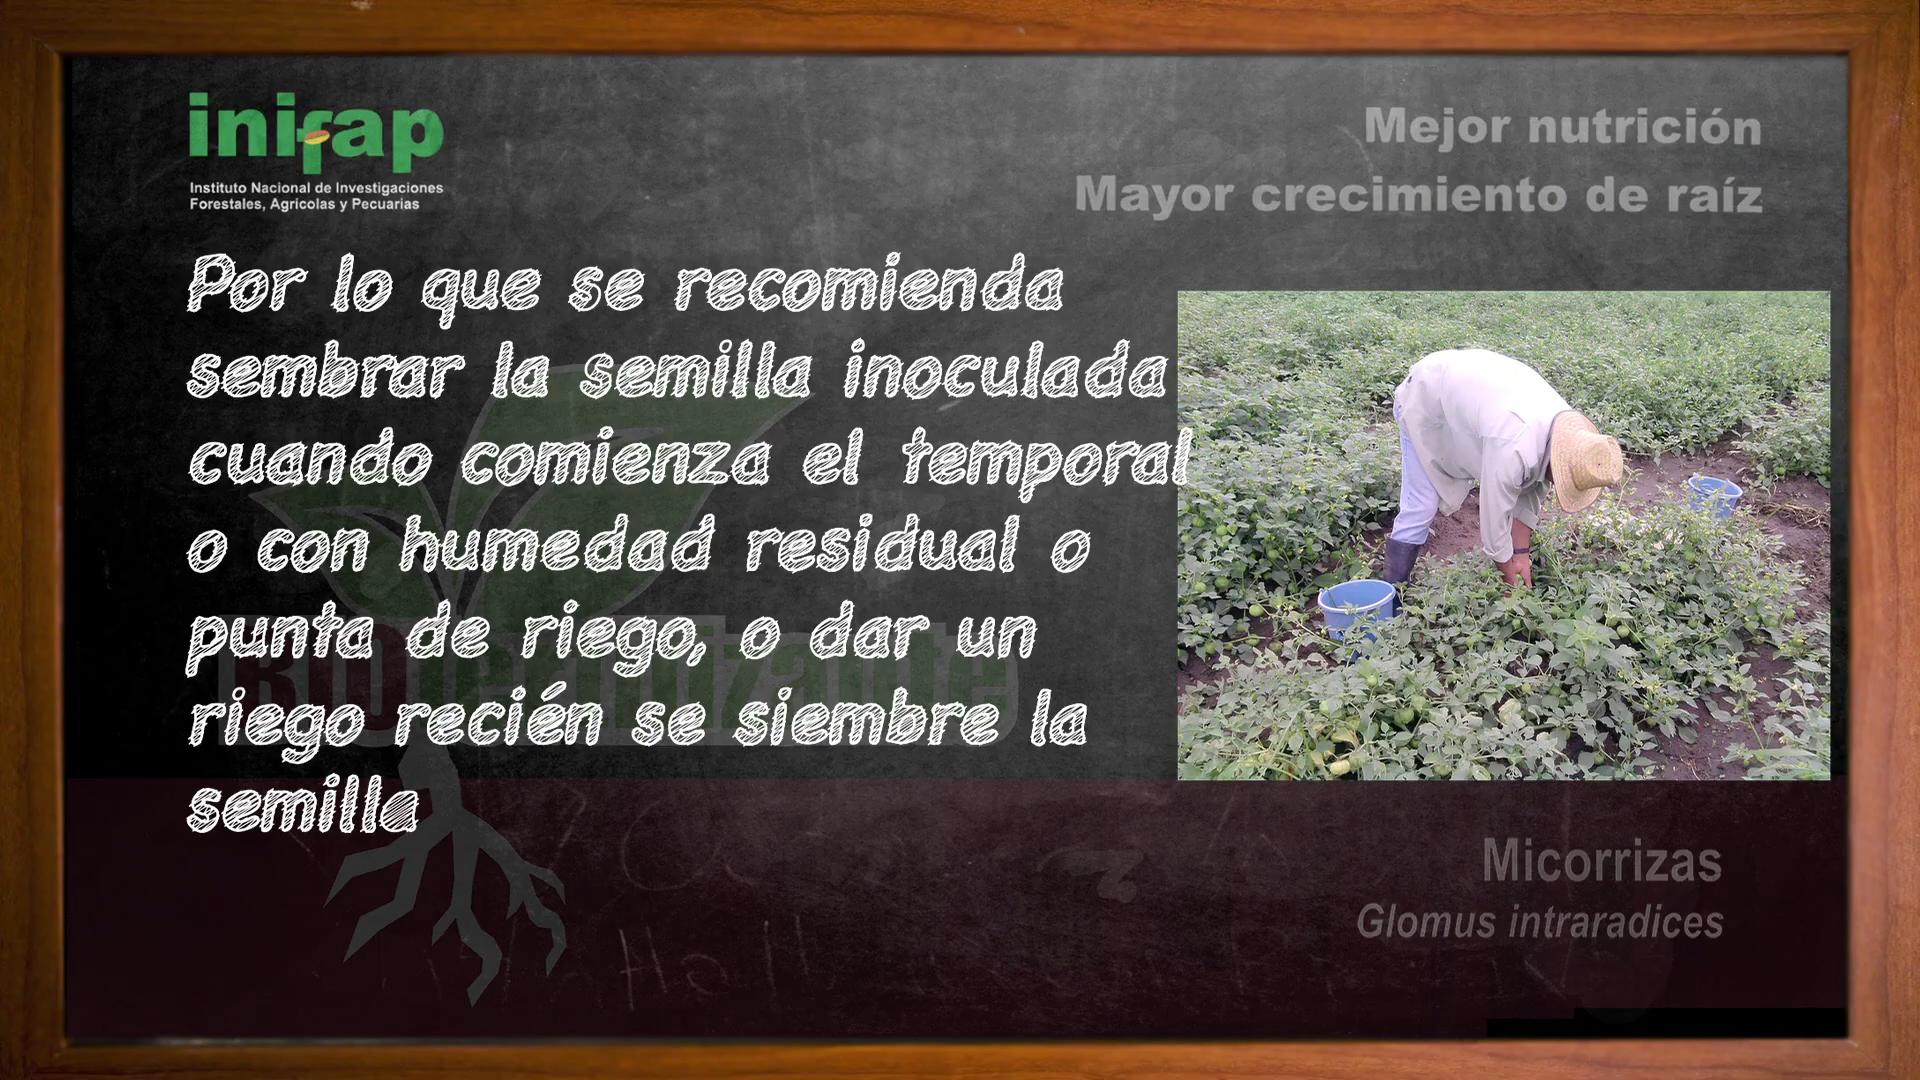 inifap
Instituto Nacional de Investigaciones
Forestales, Agricolas y Pecuarias
Mejor nutrición
Mayor crecimiento de raíz
Por lo que se recomienda
sembrar la semilla inoculada
cuando comienza el temporal
o con humedad residual o
punta de riego, o dar un
riego recién se siembre la
semilla
BIOfertilizante
Micorrizas
Glomus intraradices